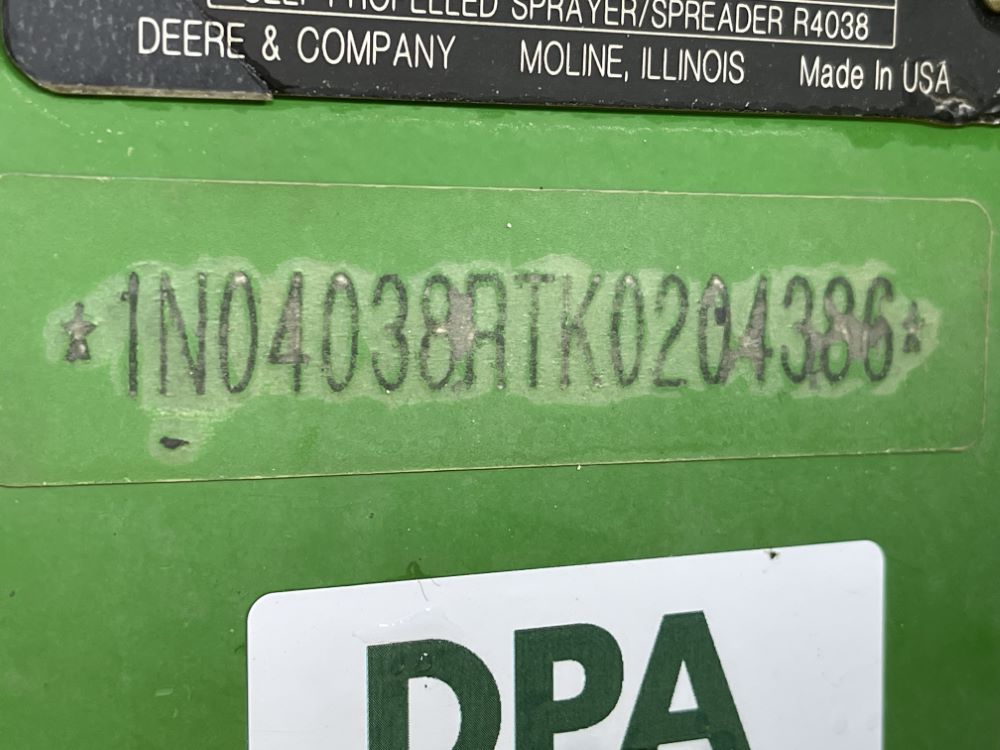 SELF PROPELLED SPRAYER/SPREADER R4038
DEERE & COMPANY MOLINE, ILLINOIS Made In USA
★1N04038RTK0204386★
DPA